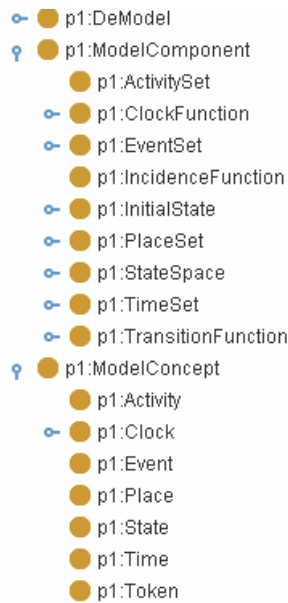 p1:DeModel
p1:ModelComponent
p1:ActivitySet
p1:ClockFunction
p1:EventSet
p1:IncidenceFunction
p1:InitialState
p1:PlaceSet
p1:StateSpace
p1:TimeSet
p1:TransitionFunction
p1:ModelConcept
p1:Activity
p1:Clock
p1:Event
p1:Place
p1:State
p1:Time
p1:Token